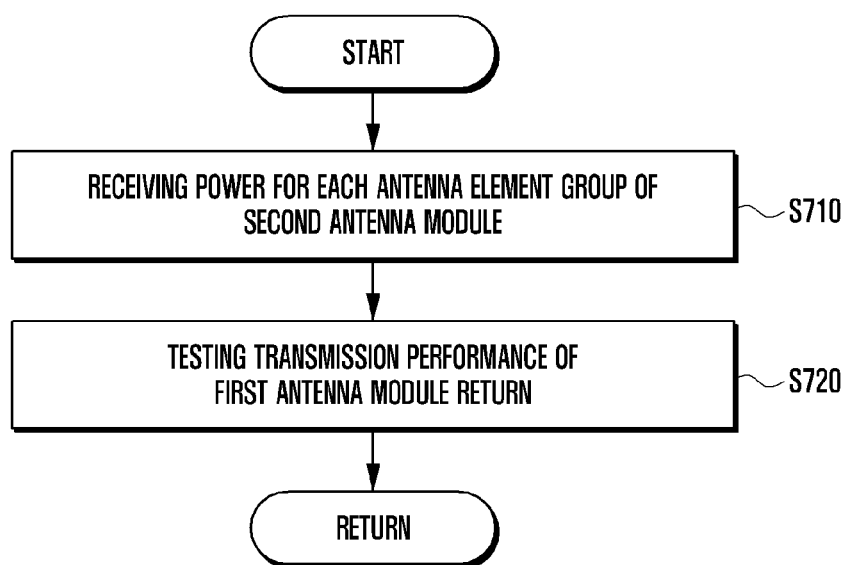 START
RECEIVING POWER FOR EACH ANTENNA ELEMENT GROUP OF
SECOND ANTENNA MODULE
S710
TESTING TRANSMISSION PERFORMANCE OF
FIRST ANTENNA MODULE RETURN
S720
RETURN